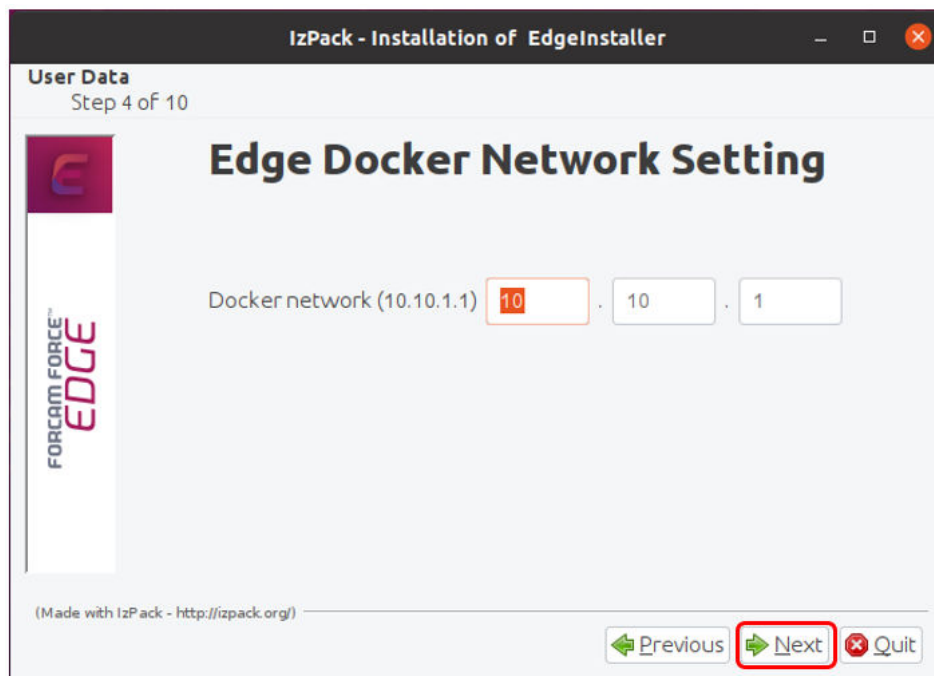 IzPack - Installation of EdgeInstaller
User Data
Step 4 of 10
Edge Docker Network Setting
Docker network (10.10.1.1) 10 . 10 . 1
FORCAM FORCE™
EDGE
(Made with IzPack - http://izpack.org/)
Previous Next Quit